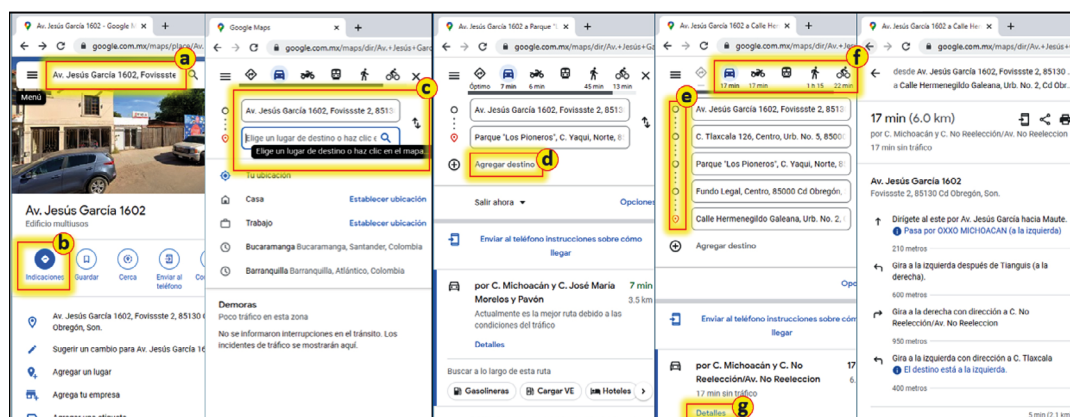 Av. Jesús García 1602 - Google M
google.com.mx/maps/place/Av.
Av. Jesús García 1602, Fovissste
a
Menú
Av. Jesús García 1602
Edificio multiusos
b
Indicaciones
Guardar
Cerca
Enviar al teléfono
Co
Av. Jesús García 1602, Fovissste 2, 85130
Obregón, Son.
Sugerir un cambio para Av. Jesús García 16
Agregar un lugar
Agrega tu empresa
Agregar una etiqueta
Google Maps
google.com.mx/maps/dir/Av.+Jesús+Garc
c
Av. Jesús García 1602, Fovissste 2, 8513
Elige un lugar de destino o haz clic e
Elige un lugar de destino o haz clic en el mapa...
Tu ubicación
Casa
Establecer ubicación
Trabajo
Establecer ubicación
Bucaramanga Bucaramanga, Santander, Colombia
Barranquilla Barranquilla, Atlántico, Colombia
Demoras
Poco tráfico en esta zona
No se informaron interrupciones en el tránsito. Los
incidentes de tráfico se mostrarán aquí.
Av. Jesús García 1602 a Parque "L
google.com.mx/maps/dir/Av.+Jesús+Ga
Óptimo 7 min 6 min 45 min 13 min
Av. Jesús García 1602, Fovissste 2, 8513
Parque "Los Pioneros", C. Yaqui, Norte, 8
d
Agregar destino
Salir ahora
Opciones
Enviar al teléfono instrucciones sobre cómo
llegar
por C. Michoacán y C. José María
Morelos y Pavón
7 min
3.5 km
Actualmente es la mejor ruta debido a las
condiciones del tráfico
Detalles
Buscar a lo largo de esta ruta
Gasolineras
Cargar VE
Hoteles
Av. Jesús García 1602 a Calle Her
google.com.mx/maps/dir/Av.+Jesús+
f
17 min 17 min 1 h 15 22 min
e
Av. Jesús García 1602, Fovissste 2, 8513
C. Tlaxcala 126, Centro, Urb. No. 5, 8500
Parque "Los Pioneros", C. Yaqui, Norte, 8
Fundo Legal, Centro, 85000 Cd Obregón,
Calle Hermenegildo Galeana, Urb. No. 2, C
Agregar destino
Opc
Enviar al teléfono instrucciones sobre cóm
llegar
por C. Michoacán y C. No
Reelección/Av. No Reeleccion
17
6.
17 min sin tráfico
Detalles
g
Av. Jesús García 1602 a Calle Her
google.com.mx/maps/dir/Av.+Jesús+
desde Av. Jesús García 1602, Fovissste 2, 85130 ...
a Calle Hermenegildo Galeana, Urb. No. 2, Cd Obr...
17 min (6.0 km)
por C. Michoacán y C. No Reelección/Av. No Reeleccion
17 min sin tráfico
Av. Jesús García 1602
Fovissste 2, 85130 Cd Obregón, Son.
Dirígete al este por Av. Jesús García hacia Maute.
Pasa por OXXO MICHOACAN (a la izquierda)
210 metros
Gira a la izquierda después de Tianguis (a la
derecha).
600 metros
Gira a la derecha con dirección a C. No
Reelección/Av. No Reeleccion
950 metros
Gira a la izquierda con dirección a C. Tlaxcala
El destino está a la izquierda.
400 metros
5 min (2.1 km)